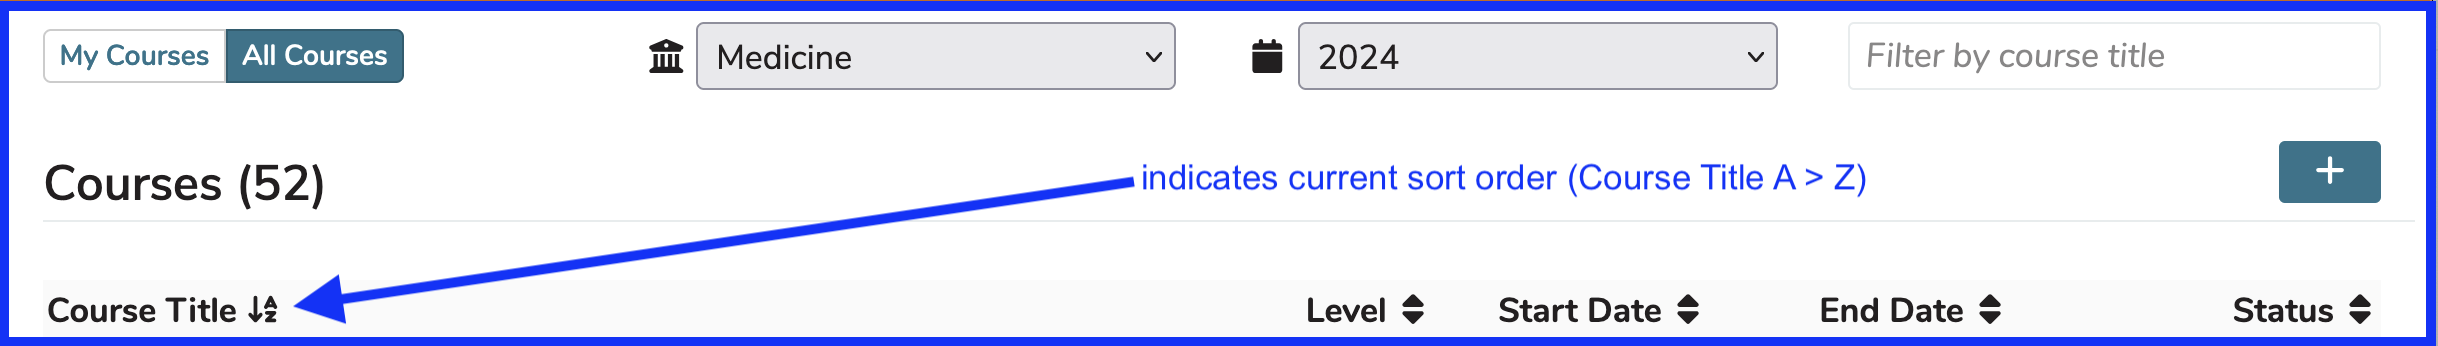 My Courses All Courses Medicine 2024 Filter by course title
Courses (52) indicates current sort order (Course Title A > Z) +
Course Title Level Start Date End Date Status